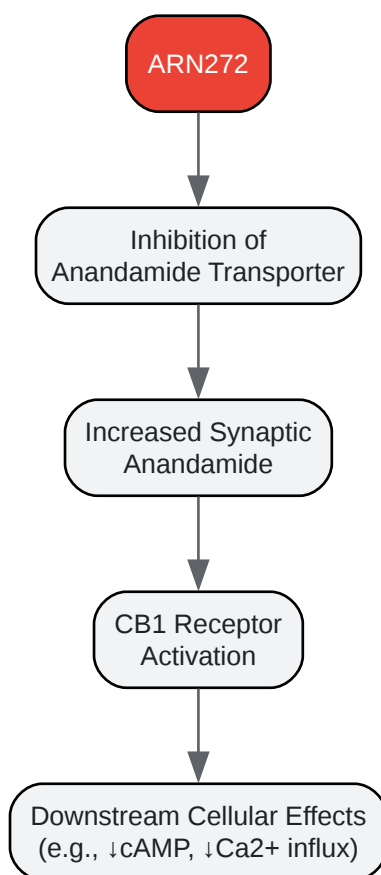 ARN272
Inhibition of
Anandamide Transporter
Increased Synaptic
Anandamide
CB1 Receptor
Activation
Downstream Cellular Effects
(e.g., ↓cAMP, ↓Ca2+ influx)